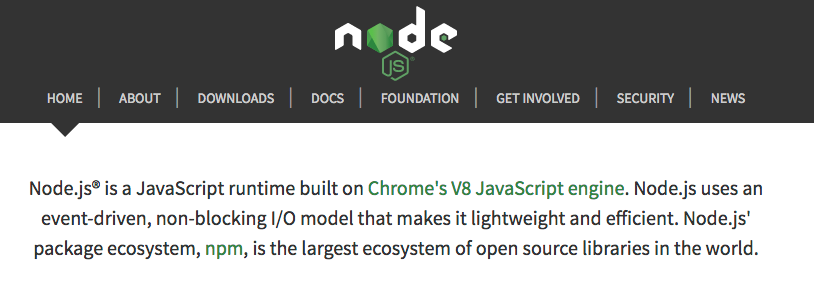 node
JS®
HOME ABOUT DOWNLOADS DOCS FOUNDATION GET INVOLVED SECURITY NEWS
Node.js® is a JavaScript runtime built on Chrome's V8 JavaScript engine. Node.js uses an
event-driven, non-blocking I/O model that makes it lightweight and efficient. Node.js'
package ecosystem, npm, is the largest ecosystem of open source libraries in the world.